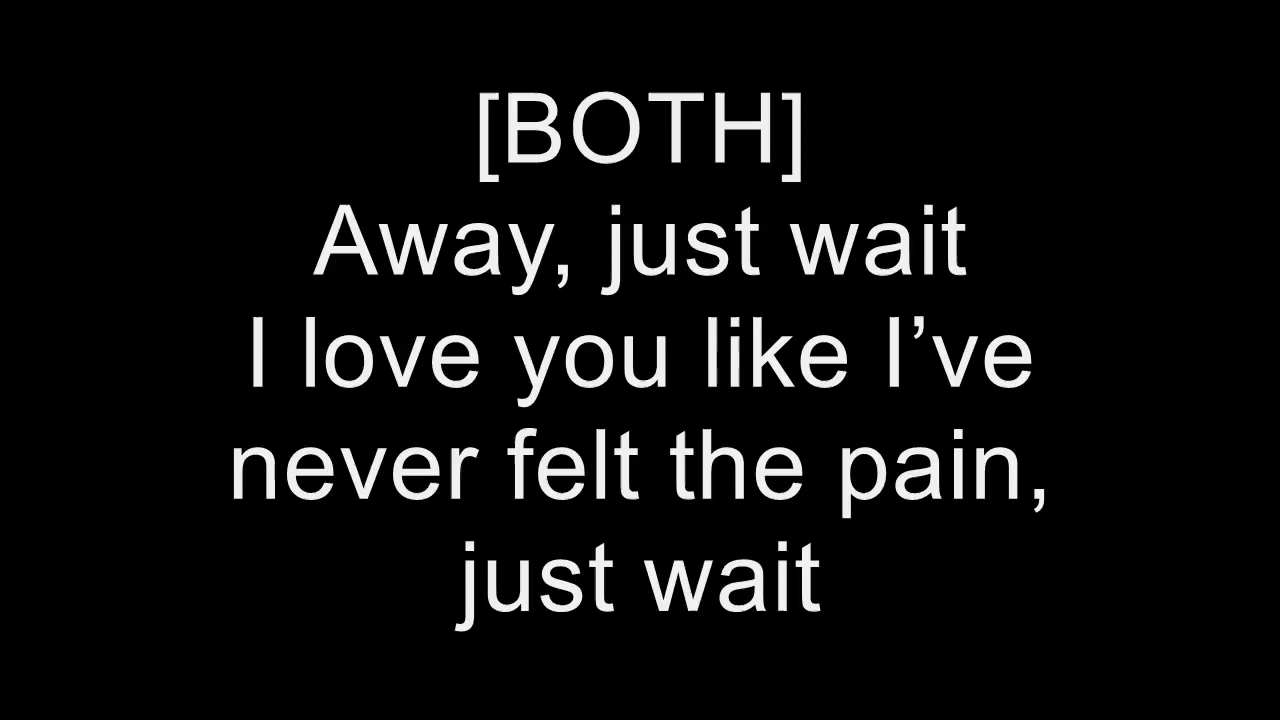 [BOTH]
Away, just wait
I love you like I’ve
never felt the pain,
just wait